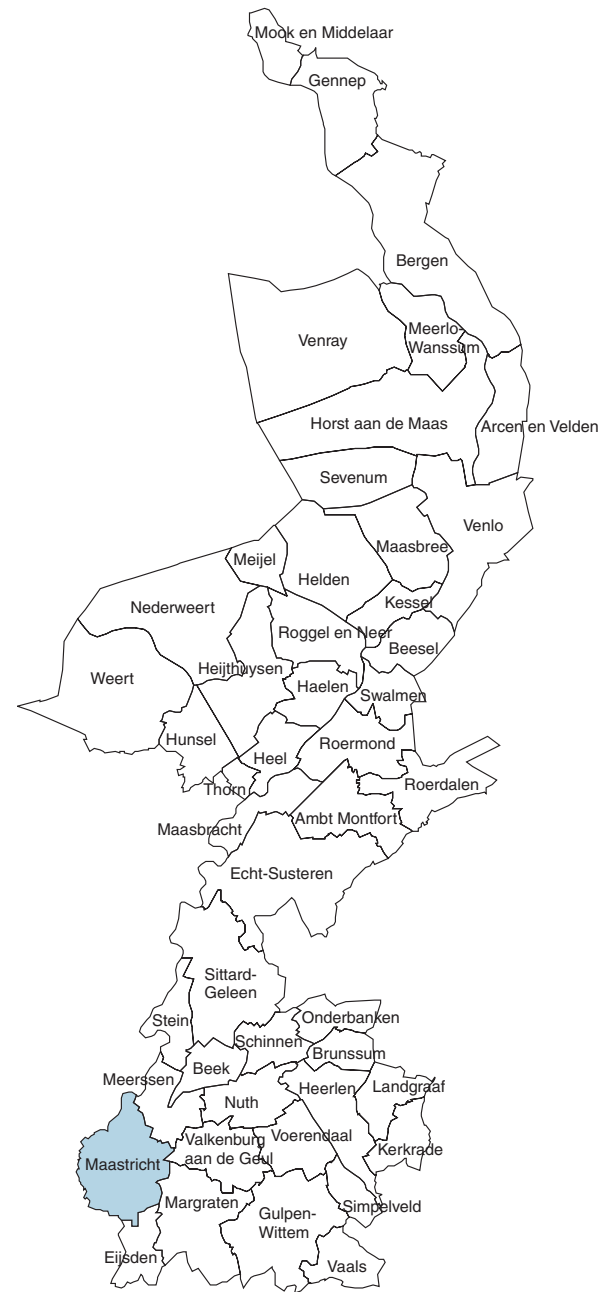 Mook en Middelaar
Gennep
Bergen
Venray
Meerlo-
Wanssum
Horst aan de Maas
Arcen en Velden
Sevenum
Venlo
Maasbree
Meijel
Helden
Kessel
Nederweert
Roggel en Neer
Beesel
Heijthuysen
Weert
Haelen
Swalmen
Hunsel
Roermond
Heel
Roerdalen
Thorn
Ambt Montfort
Maasbracht
Echt-Susteren
Sittard-
Geleen
Stein
Onderbanken
Schinnen
Brunssum
Beek
Meerssen
Heerlen
Landgraaf
Nuth
Valkenburg
aan de Geul
Voerendaal
Kerkrade
Maastricht
Margraten
Simpelveld
Gulpen-
Wittem
Eijsden
Vaals